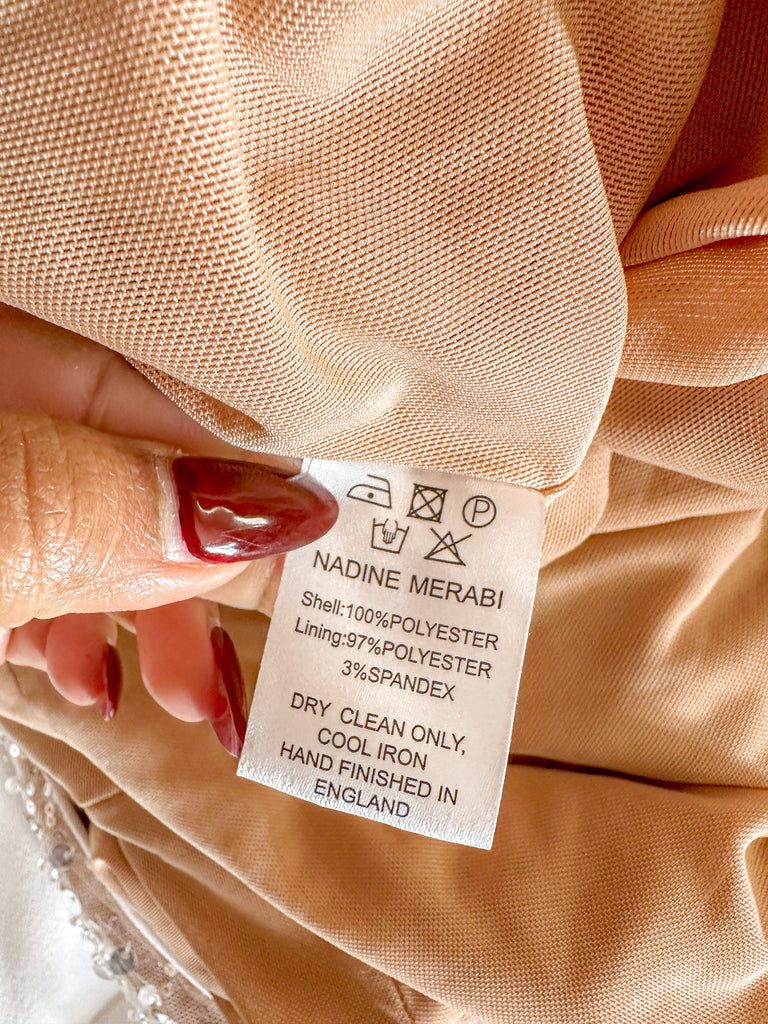 P
NADINE MERABI
Shell:100%POLYESTER
Lining:97%POLYESTER
3%SPANDEX
DRY CLEAN ONLY,
COOL IRON
HAND FINISHED IN
ENGLAND